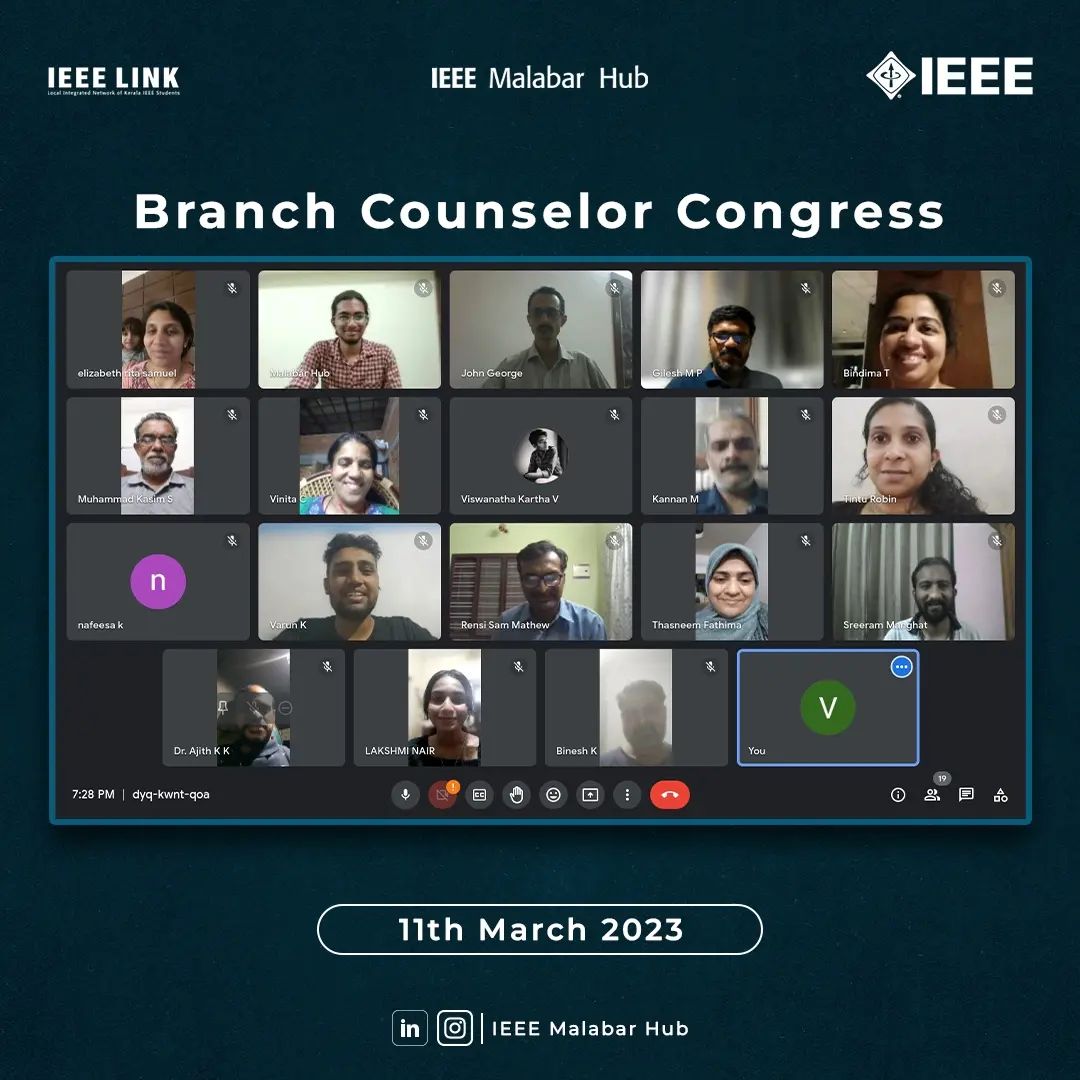 IEEE LINK
Local Integrated Network of Kerala IEEE Students
IEEE Malabar Hub
IEEE
Branch Counselor Congress
elizabeth rita samuel
Malabar Hub
John George
Gilesh M P
Bindima T
Muhammad Kasim S
Vinita G
Viswanatha Kartha V
Kannan M
Tintu Robin
n
nafeesa k
Varun K
Rensi Sam Mathew
Thasneem Fathima
Sreeram Manghat
Dr. Ajith K K
LAKSHMI NAIR
Binesh K
V
You
7:28 PM | dyq-kwnt-qoa
CC
19
11th March 2023
in
IEEE Malabar Hub